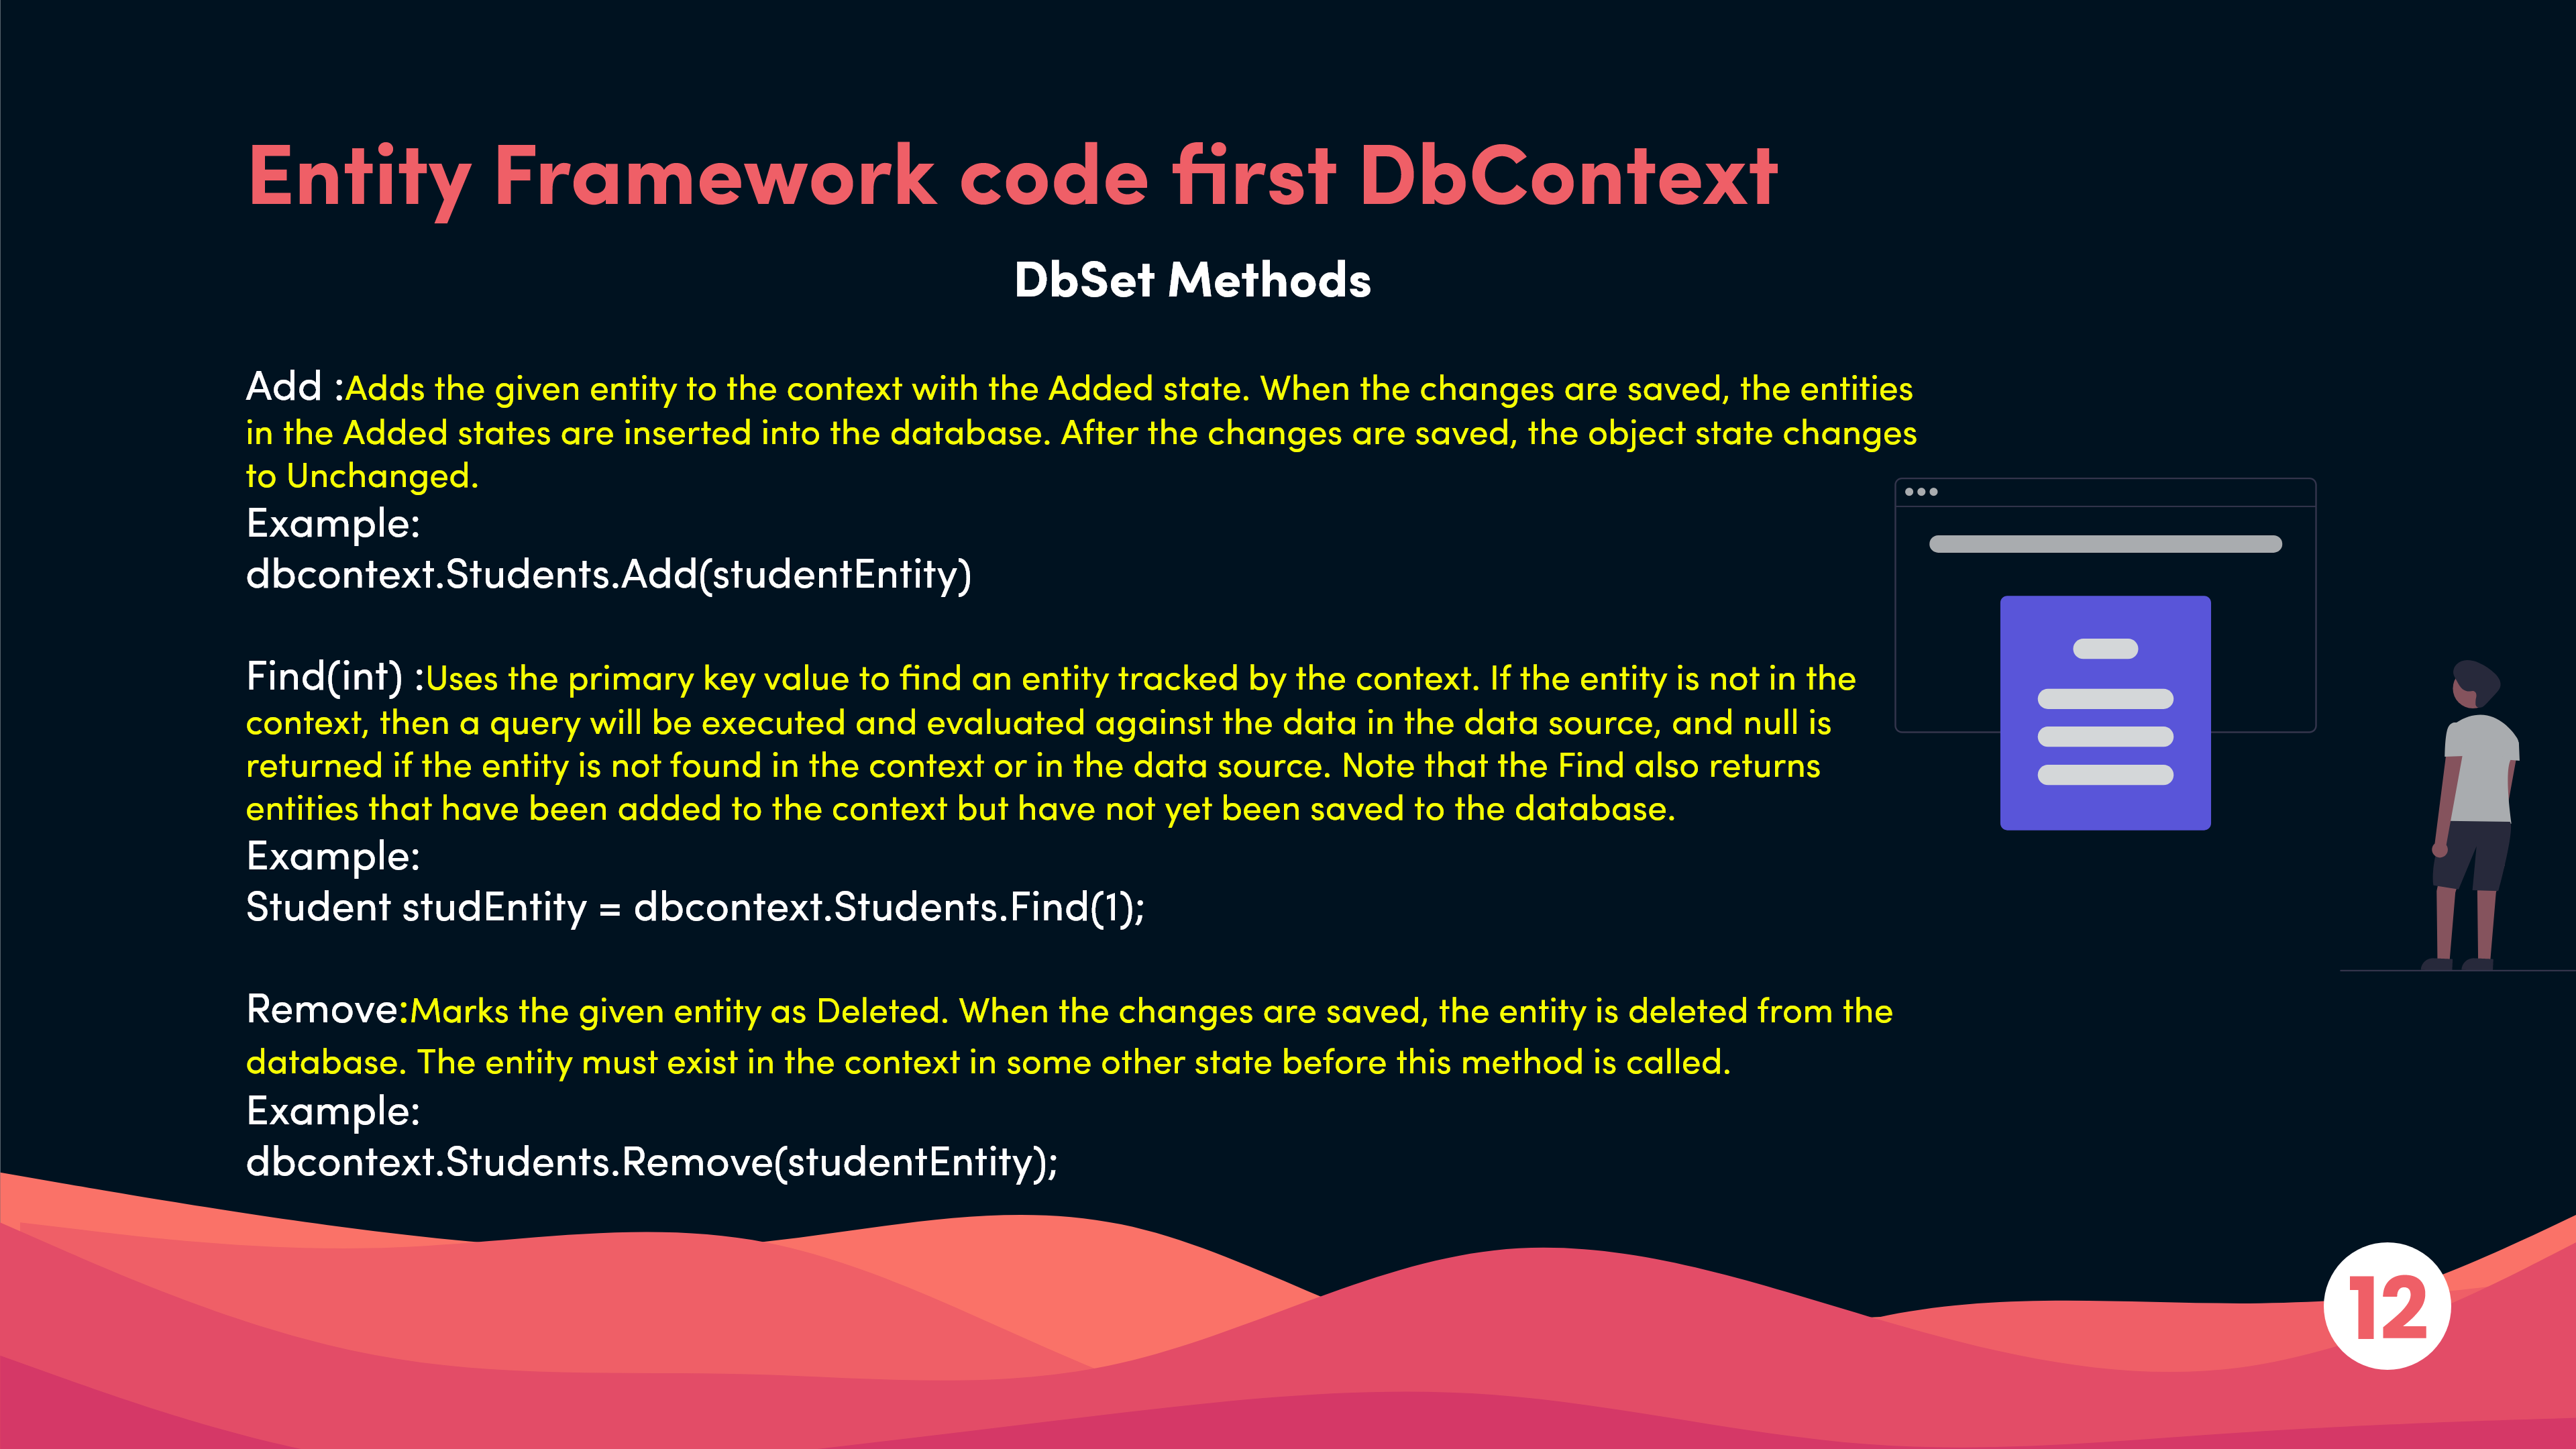 Entity Framework code first DbContext
DbSet Methods
Add :Adds the given entity to the context with the Added state. When the changes are saved, the entities
in the Added states are inserted into the database. After the changes are saved, the object state changes
to Unchanged.
Example:
dbcontext.Students.Add(studentEntity)
Find(int) :Uses the primary key value to find an entity tracked by the context. If the entity is not in the
context, then a query will be executed and evaluated against the data in the data source, and null is
returned if the entity is not found in the context or in the data source. Note that the Find also returns
entities that have been added to the context but have not yet been saved to the database.
Example:
Student studEntity = dbcontext.Students.Find(1);
Remove:Marks the given entity as Deleted. When the changes are saved, the entity is deleted from the
database. The entity must exist in the context in some other state before this method is called.
Example:
dbcontext.Students.Remove(studentEntity);
12